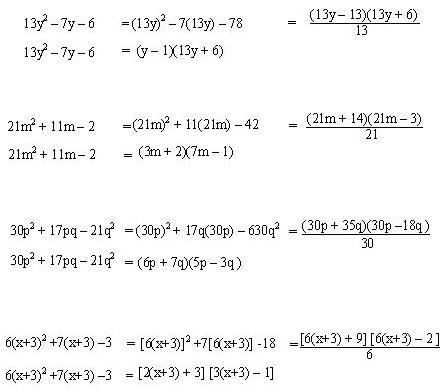 13y² – 7y – 6 =(13y)² – 7(13y) – 78 = (13y – 13)(13y + 6) / 13
13y² – 7y – 6 = (y – 1)(13y + 6)
21m² + 11m – 2 =(21m)² + 11(21m) – 42 = (21m + 14)(21m – 3) / 21
21m² + 11m – 2 = (3m + 2)(7m – 1)
30p² + 17pq – 21q² =(30p)² + 17q(30p) – 630q² = (30p + 35q)(30p –18q) / 30
30p² + 17pq – 21q² = (6p + 7q)(5p – 3q )
6(x+3)² +7(x+3) –3 = [6(x+3)]² +7[6(x+3)] -18 = [6(x+3) + 9] [6(x+3) – 2 ] / 6
6(x+3)² +7(x+3) –3 = [2(x+3) + 3] [3(x+3) – 1]